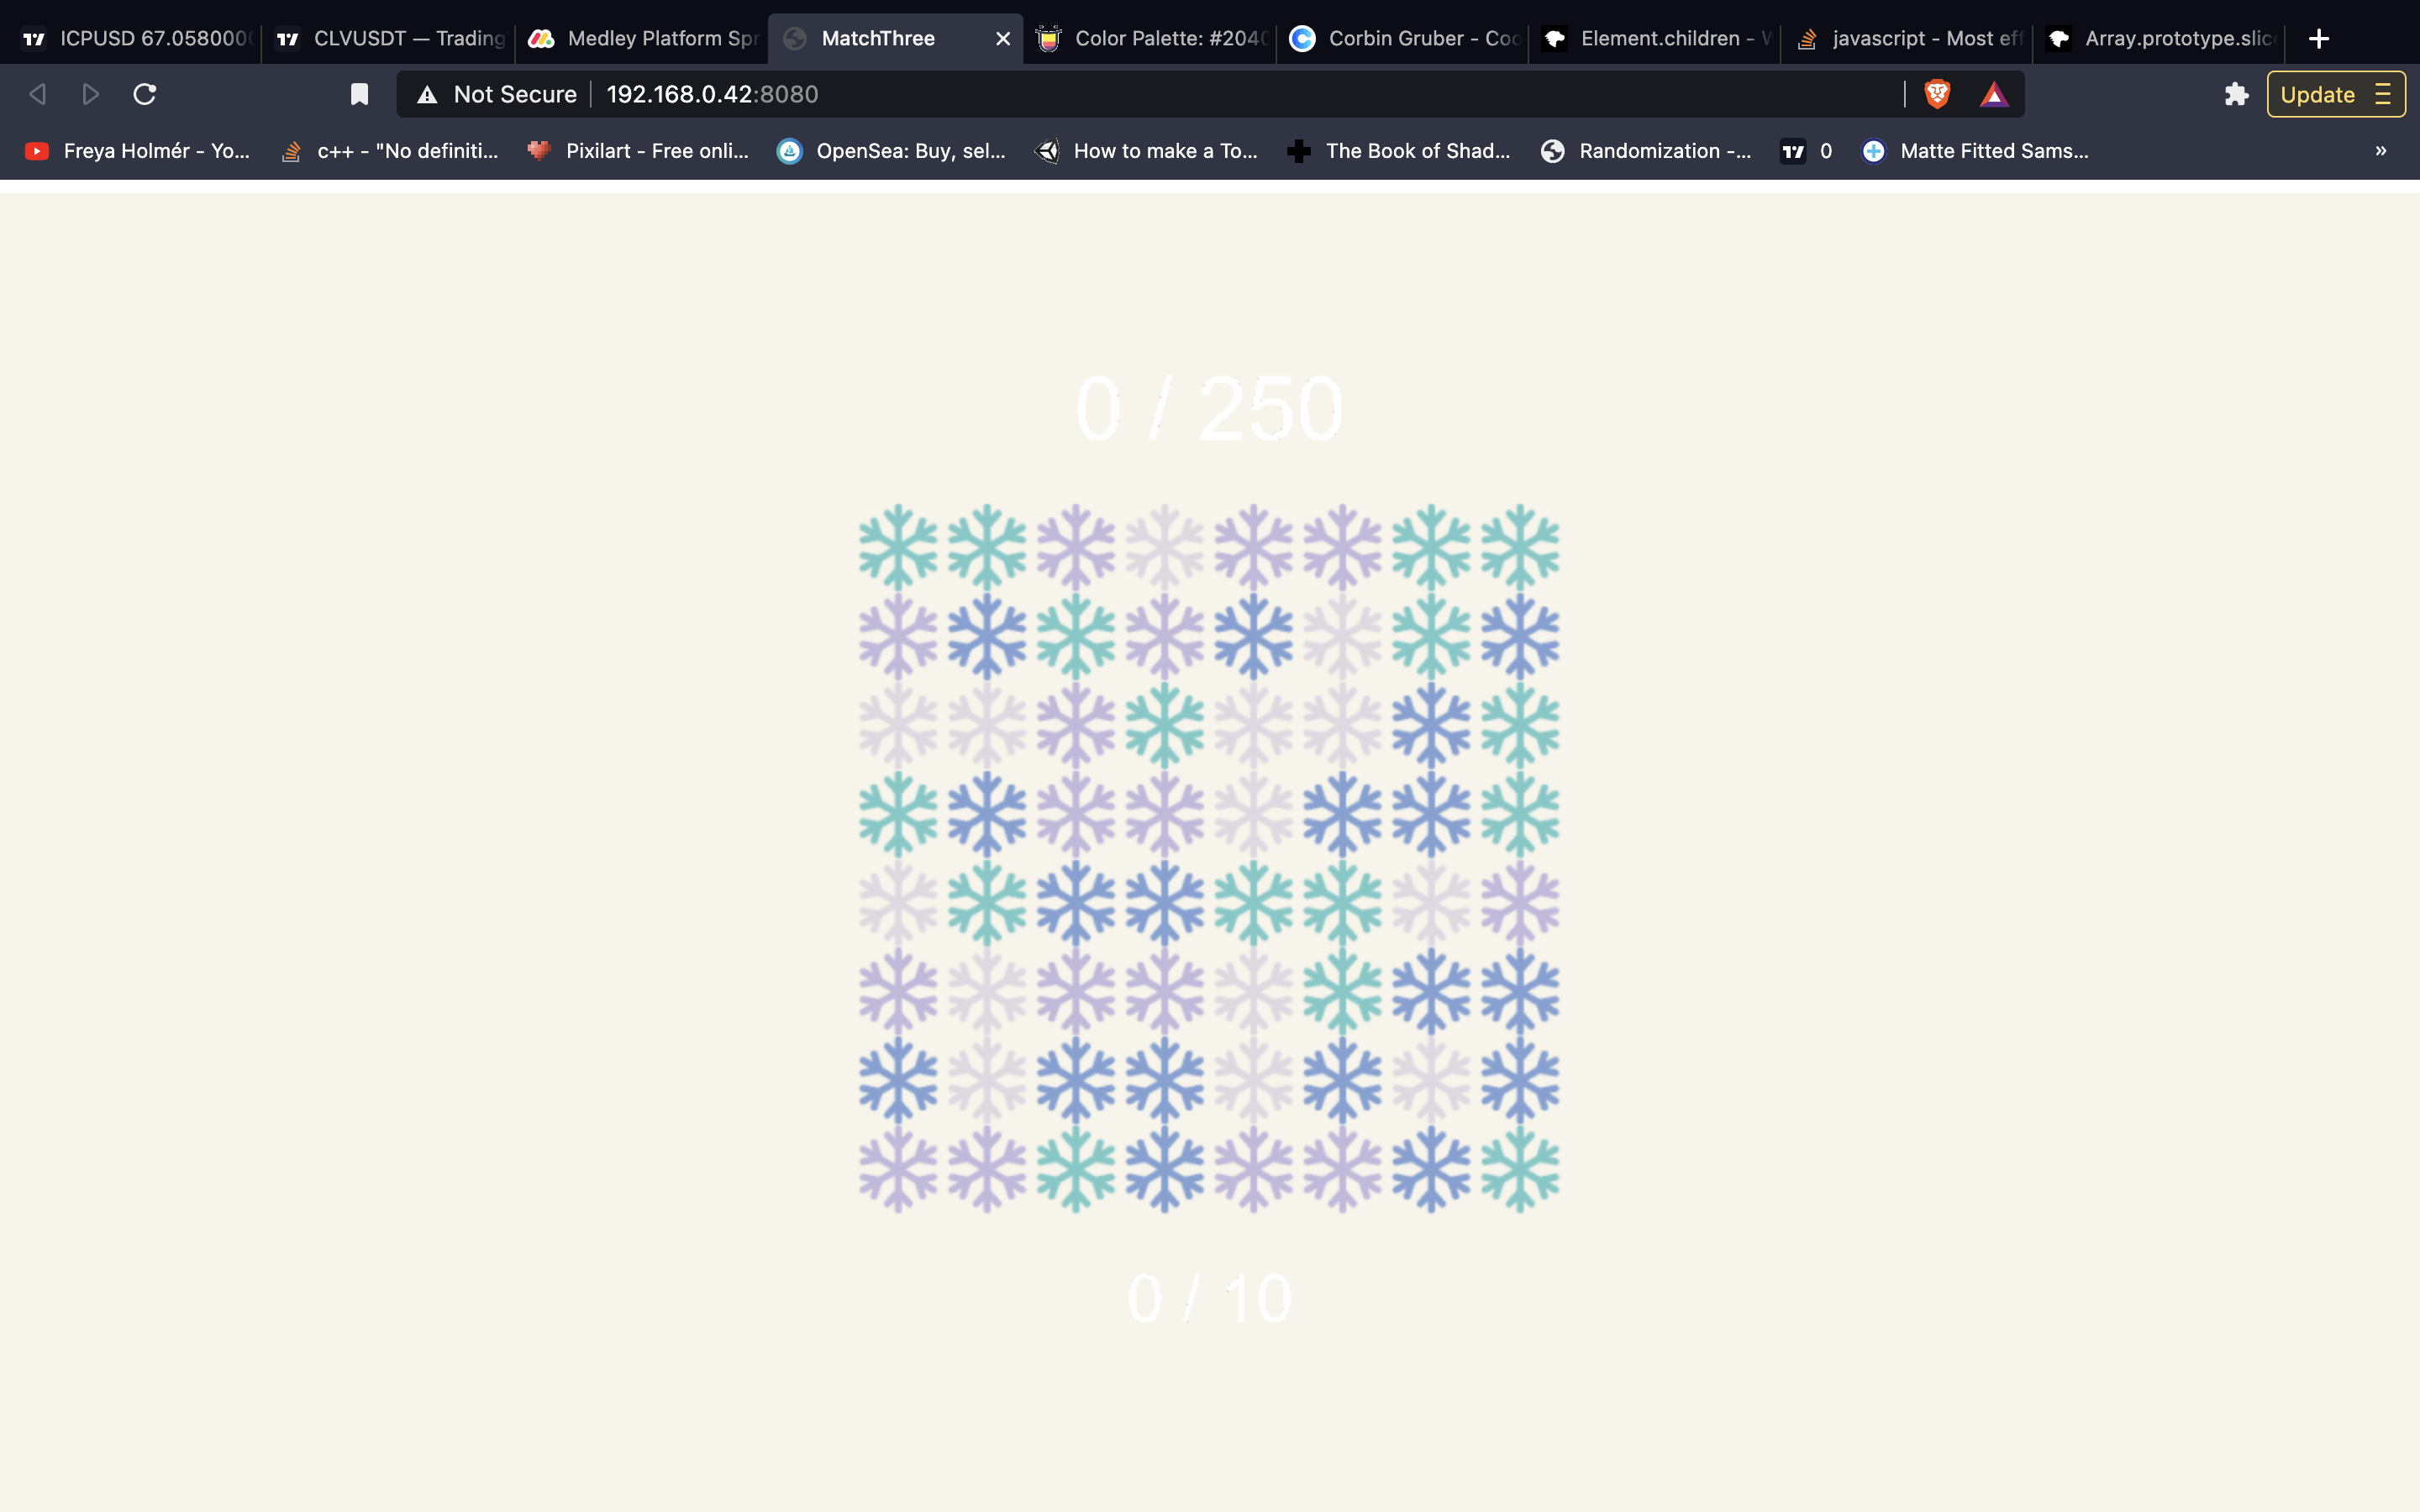 ICPUSD 67.058000 CLVUSDT — Trading Medley Platform Spr MatchThree Color Palette: #204 Corbin Gruber - Coo Element.children - W javascript - Most eff Array.prototype.slic
Not Secure 192.168.0.42:8080 Update
Freya Holmér - Yo... c++ - "No definiti... Pixilart - Free onli... OpenSea: Buy, sel... How to make a To... The Book of Shad... Randomization -... 0 Matte Fitted Sams... »
0 / 250
0 / 10